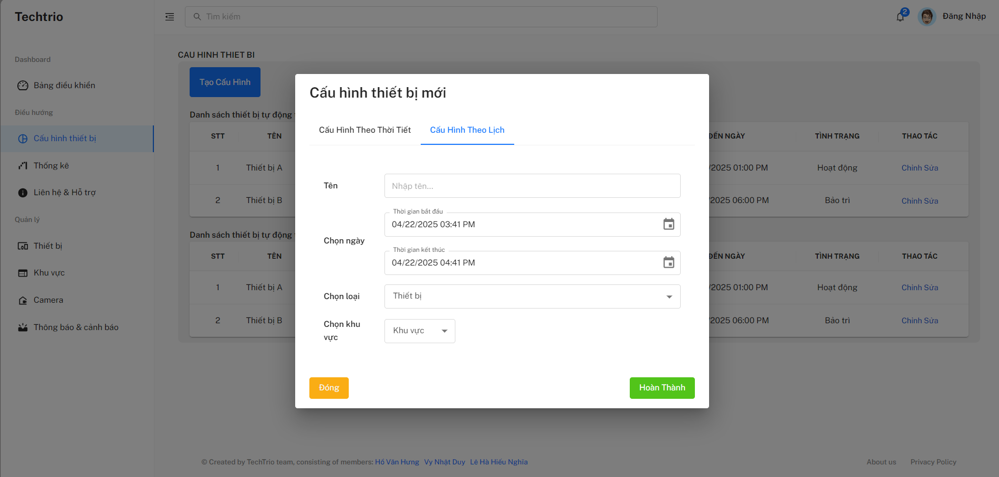 Techtrio
Tìm kiếm
2
Đăng Nhập
Dashboard
Bảng điều khiển
Điều hướng
Cấu hình thiết bị
Thống kê
Liên hệ & Hỗ trợ
Quản lý
Thiết bị
Khu vực
Camera
Thông báo & cảnh báo
CAU HINH THIET BI
Tạo Cấu Hình
Danh sách thiết bị tự động
STT TÊN ĐẾN NGÀY TÌNH TRẠNG THAO TÁC
1 Thiết bị A /2025 01:00 PM Hoạt động Chỉnh Sửa
2 Thiết bị B /2025 06:00 PM Bảo trì Chỉnh Sửa
Danh sách thiết bị tự động
STT TÊN ĐẾN NGÀY TÌNH TRẠNG THAO TÁC
1 Thiết bị A /2025 01:00 PM Hoạt động Chỉnh Sửa
2 Thiết bị B /2025 06:00 PM Bảo trì Chỉnh Sửa
Cấu hình thiết bị mới
Cấu Hình Theo Thời Tiết Cấu Hình Theo Lịch
Tên
Nhập tên...
Chọn ngày
Thời gian bắt đầu
04/22/2025 03:41 PM
Thời gian kết thúc
04/22/2025 04:41 PM
Chọn loại
Thiết bị
Chọn khu
vực
Khu vực
Đóng
Hoàn Thành
© Created by TechTrio team, consisting of members: Hồ Văn Hưng Vy Nhật Duy Lê Hà Hiếu Nghĩa
About us Privacy Policy